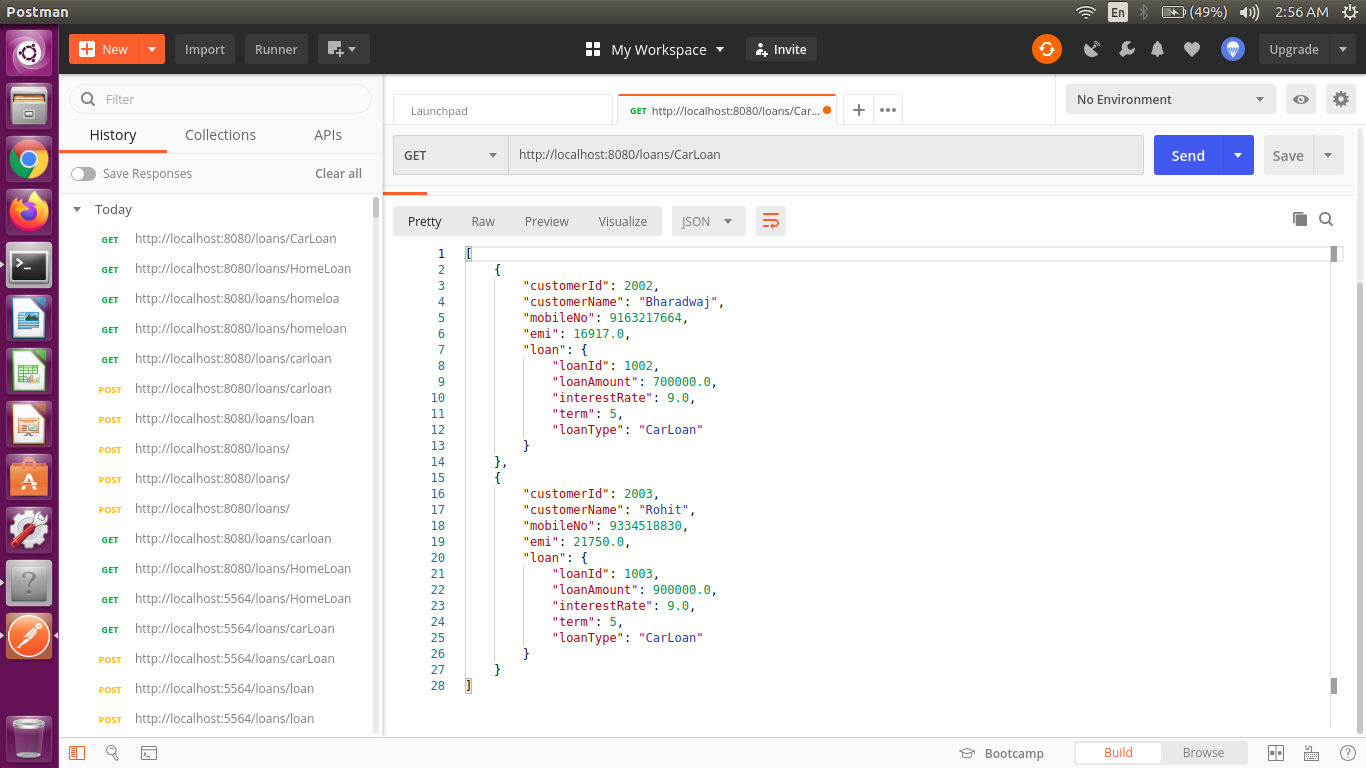 Postman
En
(49%)
2:56 AM
New
Import
Runner
My Workspace
Invite
Upgrade
Filter
History
Collections
APIs
Save Responses
Clear all
Today
GET http://localhost:8080/loans/CarLoan
GET http://localhost:8080/loans/HomeLoan
GET http://localhost:8080/loans/homeloa
GET http://localhost:8080/loans/homeloan
GET http://localhost:8080/loans/carloan
POST http://localhost:8080/loans/carloan
POST http://localhost:8080/loans/loan
POST http://localhost:8080/loans/
POST http://localhost:8080/loans/
POST http://localhost:8080/loans/
GET http://localhost:8080/loans/carloan
GET http://localhost:8080/loans/HomeLoan
GET http://localhost:5564/loans/HomeLoan
GET http://localhost:5564/loans/carLoan
POST http://localhost:5564/loans/carLoan
POST http://localhost:5564/loans/loan
POST http://localhost:5564/loans/loan
Launchpad
GET http://localhost:8080/loans/Car...
No Environment
GET
http://localhost:8080/loans/CarLoan
Send
Save
Pretty
Raw
Preview
Visualize
JSON
1 [
2 {
3 "customerId": 2002,
4 "customerName": "Bharadwaj",
5 "mobileNo": 9163217664,
6 "emi": 16917.0,
7 "loan": {
8 "loanId": 1002,
9 "loanAmount": 700000.0,
10 "interestRate": 9.0,
11 "term": 5,
12 "loanType": "CarLoan"
13 }
14 },
15 {
16 "customerId": 2003,
17 "customerName": "Rohit",
18 "mobileNo": 9334518830,
19 "emi": 21750.0,
20 "loan": {
21 "loanId": 1003,
22 "loanAmount": 900000.0,
23 "interestRate": 9.0,
24 "term": 5,
25 "loanType": "CarLoan"
26 }
27 }
28 ]
Bootcamp
Build
Browse